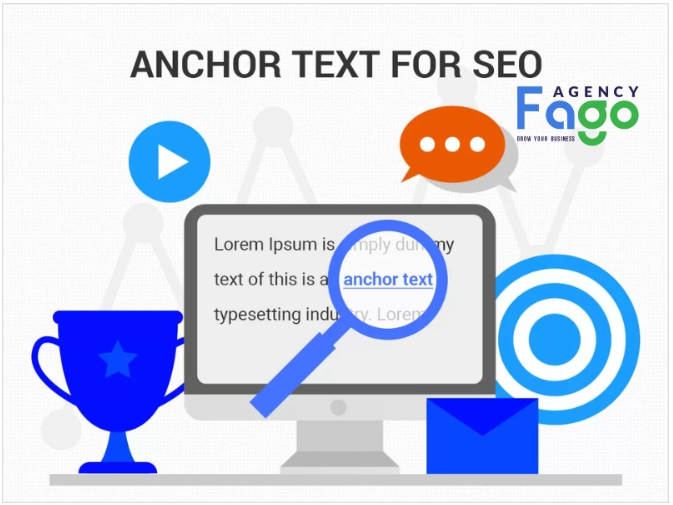 ANCHOR TEXT FOR SEO
AGENCY
Fago
GROW YOUR BUSINESS
Lorem Ipsum is simply dummy
text of this is a anchor text
typesetting industry. Lorem